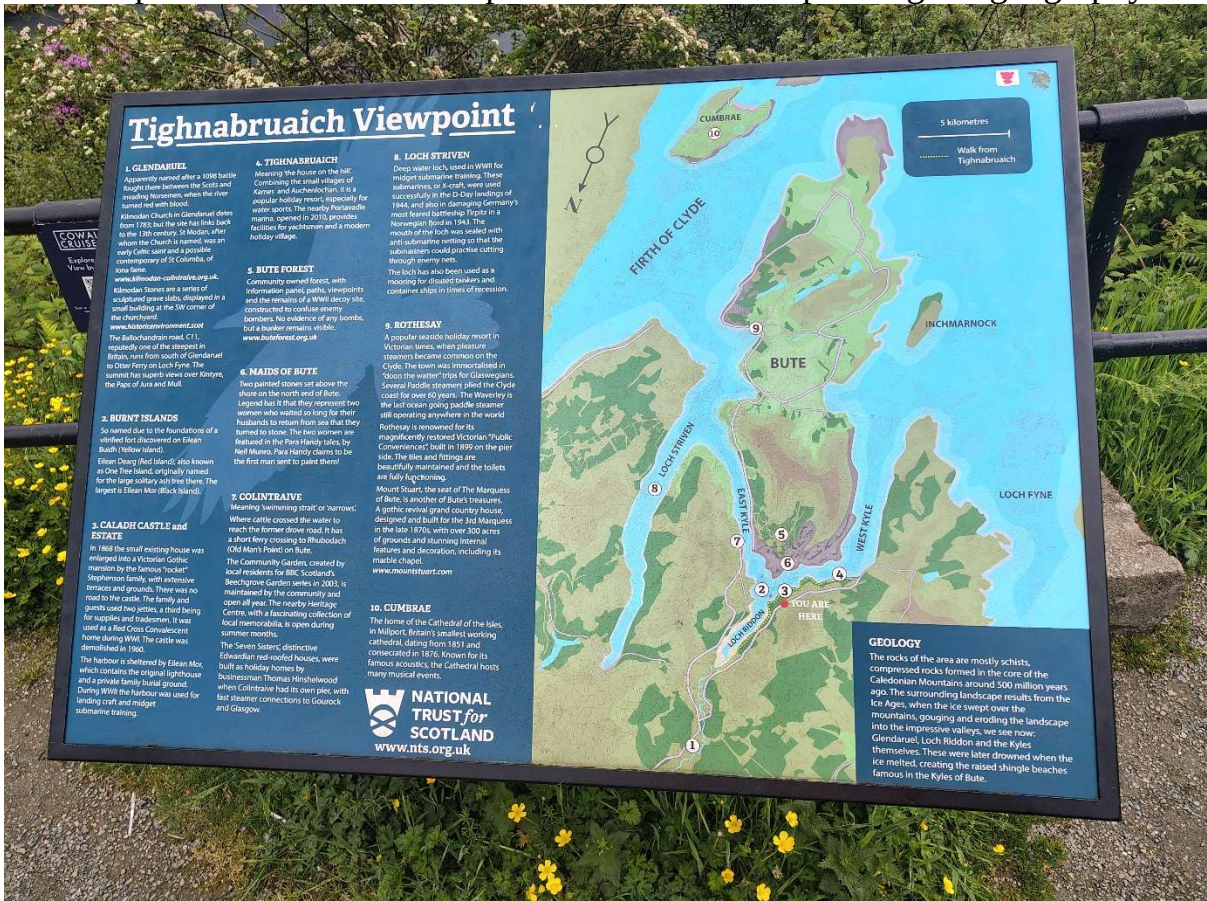 Tighnabruaich Viewpoint
1. GLENDARUEL
Apparently named after a 1098 battle
fought there between the Scots and
invading Norsemen, when the river
turned red with blood.
Kilmodan Church in Glendaruel dates
from 1783; but the site has links back
to the 13th century. St Modan, after
whom the Church is named, was an
early Celtic saint and a possible
contemporary of St Columba, of
Iona fame.
www.kilmodan-colintraive.org.uk.
Kilmodan Stones are a series of
sculptured grave slabs, displayed in a
small building at the SW corner of
the churchyard.
www.historicenvironment.scot
The Ballochandrain road, C11,
reputedly one of the steepest in
Britain, runs from south of Glendaruel
to Otter Ferry on Loch Fyne. The
summit has superb views over Kintyre,
the Paps of Jura and Mull.
2. BURNT ISLANDS
So named due to the foundations of a
vitrified fort discovered on Eilean
Buidh (Yellow Island).
Eilean Dearg (Red Island), also known
as One Tree Island, originally named
for the large solitary ash tree there. The
largest is Eilean Mor (Black Island).
3. CALADH CASTLE and
ESTATE
In 1868 the small existing house was
enlarged into a Victorian Gothic
mansion by the famous "rocket"
Stephenson family, with extensive
terraces and grounds. There was no
road to the castle. The family and
guests used two jetties, a third being
for supplies and tradesmen. It was
used as a Red Cross Convalescent
home during WWI. The castle was
demolished in 1960.
The harbour is sheltered by Eilean Mor,
which contains the original lighthouse
and a private family burial ground.
During WWII the harbour was used for
landing craft and midget
submarine training.
4. TIGHNABRUAICH
Meaning 'the house on the hill'.
Combining the small villages of
Kames and Auchenlochan, it is a
popular holiday resort, especially for
water sports. The nearby Portavadie
marina, opened in 2010, provides
facilities for yachtsmen and a modern
holiday village.
5. BUTE FOREST
Community owned forest, with
information panel, paths, viewpoints
and the remains of a WWII decoy site,
constructed to confuse enemy
bombers. No evidence of any bombs,
but a bunker remains visible.
www.buteforest.org.uk
6. MAIDS OF BUTE
Two painted stones set above the
shore on the north end of Bute.
Legend has it that they represent two
women who waited so long for their
husbands to return from sea that they
turned to stone. The two women are
featured in the Para Handy tales, by
Neil Munro. Para Handy claims to be
the first man sent to paint them!
7. COLINTRAIVE
Meaning 'swimming strait' or 'narrows'.
Where cattle crossed the water to
reach the former drove road. It has
a short ferry crossing to Rhubodach
(Old Man's Point) on Bute.
The Community Garden, created by
local residents for BBC Scotland's
Beechgrove Garden series in 2003, is
maintained by the community and
open all year. The nearby Heritage
Centre, with a fascinating collection of
local memorabilia, is open during
summer months.
The 'Seven Sisters', distinctive
Edwardian red-roofed houses, were
built as holiday homes by
businessman Thomas Hinshelwood
when Colintraive had its own pier, with
fast steamer connections to Gourock
and Glasgow.
8. LOCH STRIVEN
Deep water loch, used in WWII for
midget submarine training. These
submarines, or X-craft, were used
successfully in the D-Day landings of
1944, and also in damaging Germany's
most feared battleship Tirpitz in a
Norwegian fjord in 1943. The
mouth of the loch was sealed with
anti-submarine netting so that the
submariners could practise cutting
through enemy nets.
The loch has also been used as a
mooring for disused tankers and
container ships in times of recession.
9. ROTHESAY
A popular seaside holiday resort in
Victorian times, when pleasure
steamers became common on the
Clyde. The town was immortalised in
"doon the watter" trips for Glaswegians.
Several Paddle steamers plied the Clyde
coast for over 60 years. The Waverley is
the last ocean going paddle steamer
still operating anywhere in the world
Rothesay is renowned for its
magnificently restored Victorian "Public
Conveniences", built in 1899 on the pier
side. The tiles and fittings are
beautifully maintained and the toilets
are fully functioning.
Mount Stuart, the seat of The Marquess
of Bute, is another of Bute's treasures.
A gothic revival grand country house,
designed and built for the 3rd Marquess
in the late 1870s, with over 300 acres
of grounds and stunning internal
features and decoration, including its
marble chapel.
www.mountstuart.com
10. CUMBRAE
The home of the Cathedral of the Isles,
in Millport, Britain's smallest working
cathedral, dating from 1851 and
consecrated in 1876. Known for its
famous acoustics, the Cathedral hosts
many musical events.
NATIONAL
TRUST for
SCOTLAND
www.nts.org.uk
N
CUMBRAE
10
FIRTH OF CLYDE
5 kilometres
Walk from
Tighnabruaich
9
BUTE
INCHMARNOCK
LOCH STRIVEN
8
EAST KYLE
WEST KYLE
LOCH FYNE
7
5
6
2
3
4
YOU ARE
HERE
LOCH RIDDON
1
GEOLOGY
The rocks of the area are mostly schists,
compressed rocks formed in the core of the
Caledonian Mountains around 500 million years
ago. The surrounding landscape results from the
Ice Ages, when the ice swept over the
mountains, gouging and eroding the landscape
into the impressive valleys, we see now:
Glendaruel, Loch Riddon and the Kyles
themselves. These were later drowned when the
ice melted, creating the raised shingle beaches
famous in the Kyles of Bute.
COWAL
CRUISE
Explore
View by